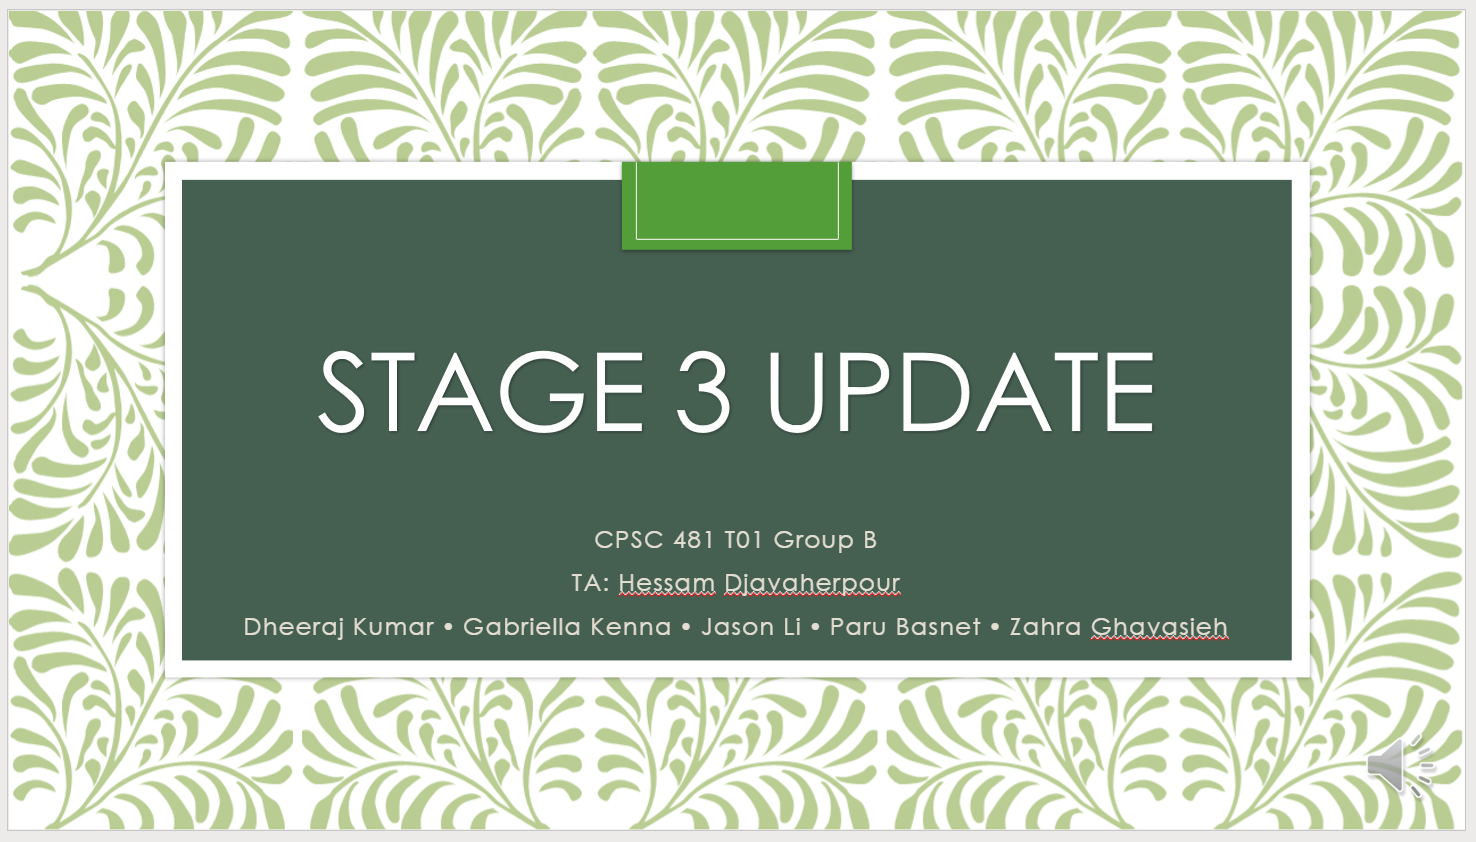 STAGE 3 UPDATE
CPSC 481 T01 Group B
TA: Hessam Djavaherpour
Dheeraj Kumar • Gabriella Kenna • Jason Li • Paru Basnet • Zahra Ghavasieh